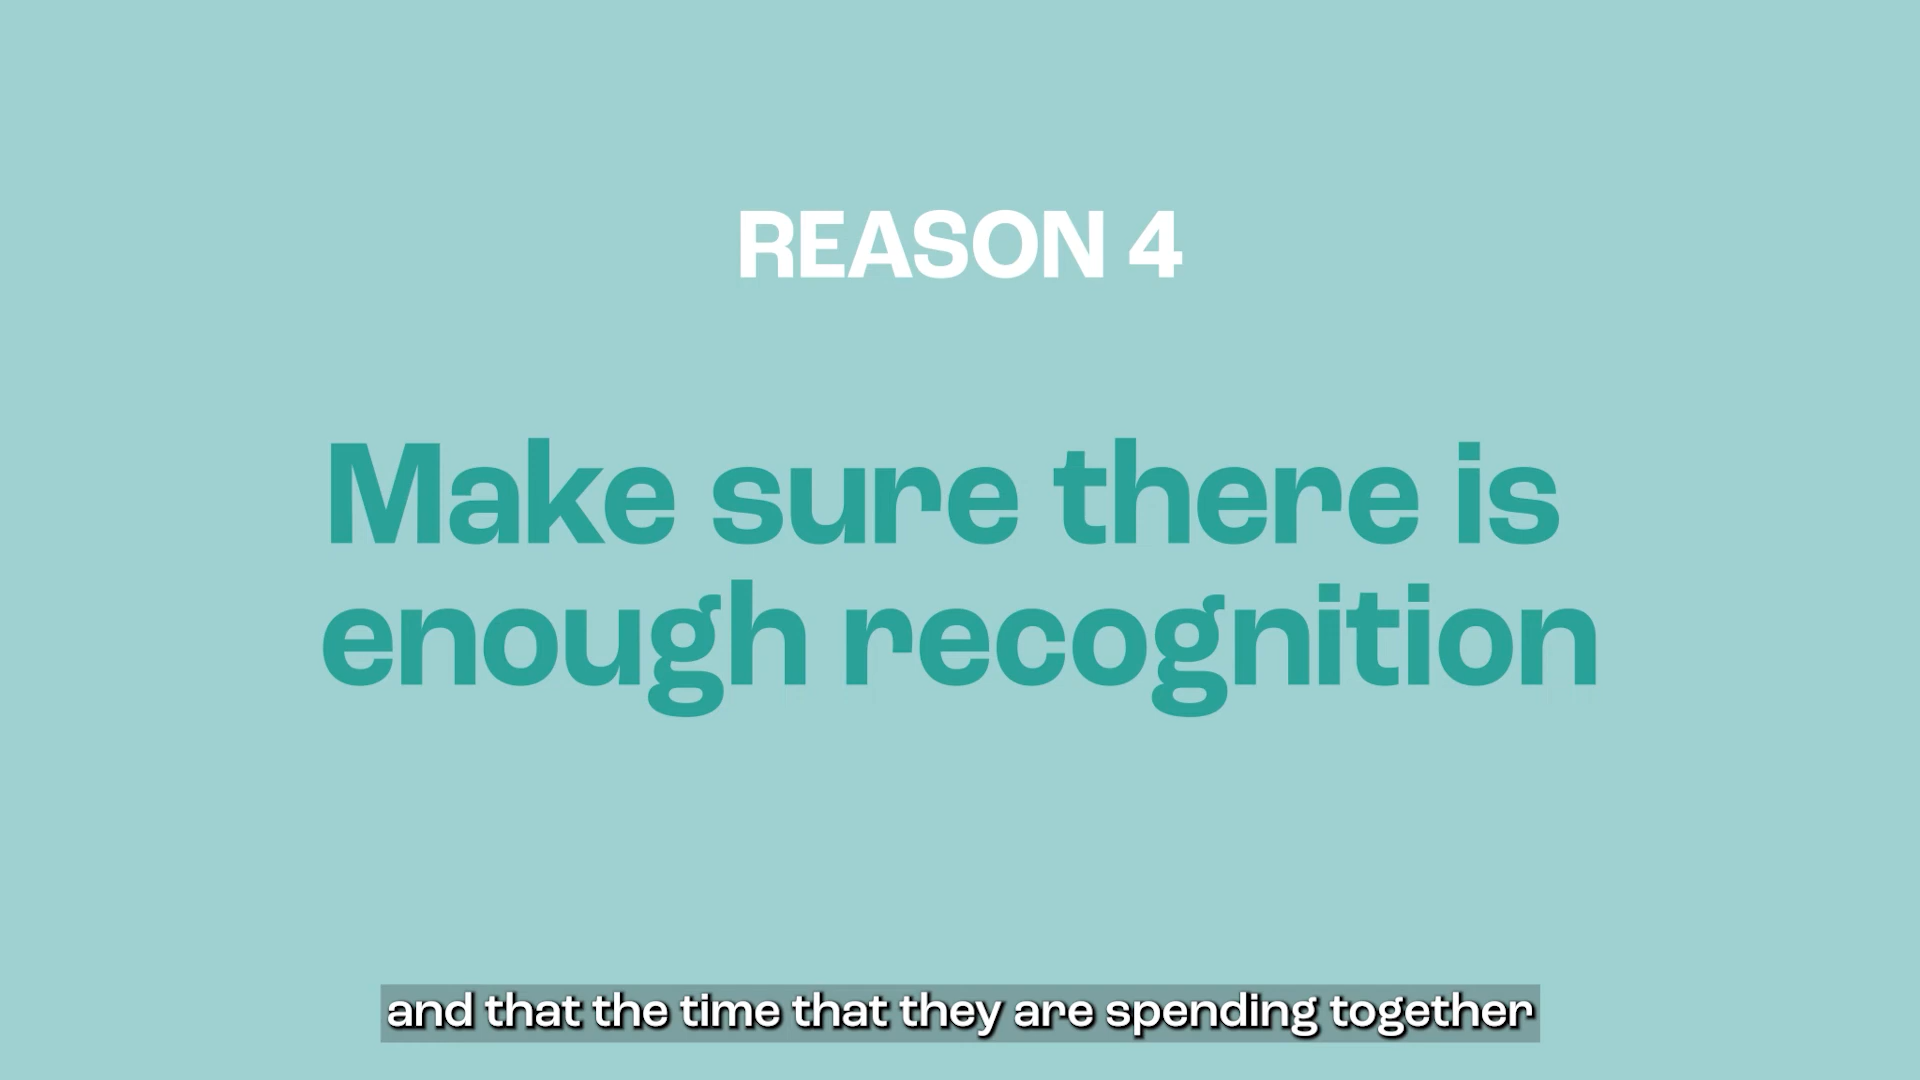 REASON 4
Make sure there is
enough recognition
and that the time that they are spending together